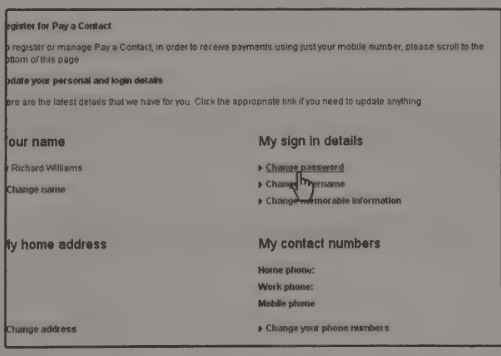 egister for Pay a Contact
o register or manage Pay a Contact, in order to receive payments using just your mobile number, please scroll to the
ottom of this page
pdate your personal and login details
ere are the latest details that we have for you. Click the appropriate link if you need to update anything.
our name
r Richard Williams
Change name
My sign in details
Change password
Change username
Change memorable information
My home address
Change address
My contact numbers
Home phone:
Work phone:
Mobile phone
Change your phone numbers